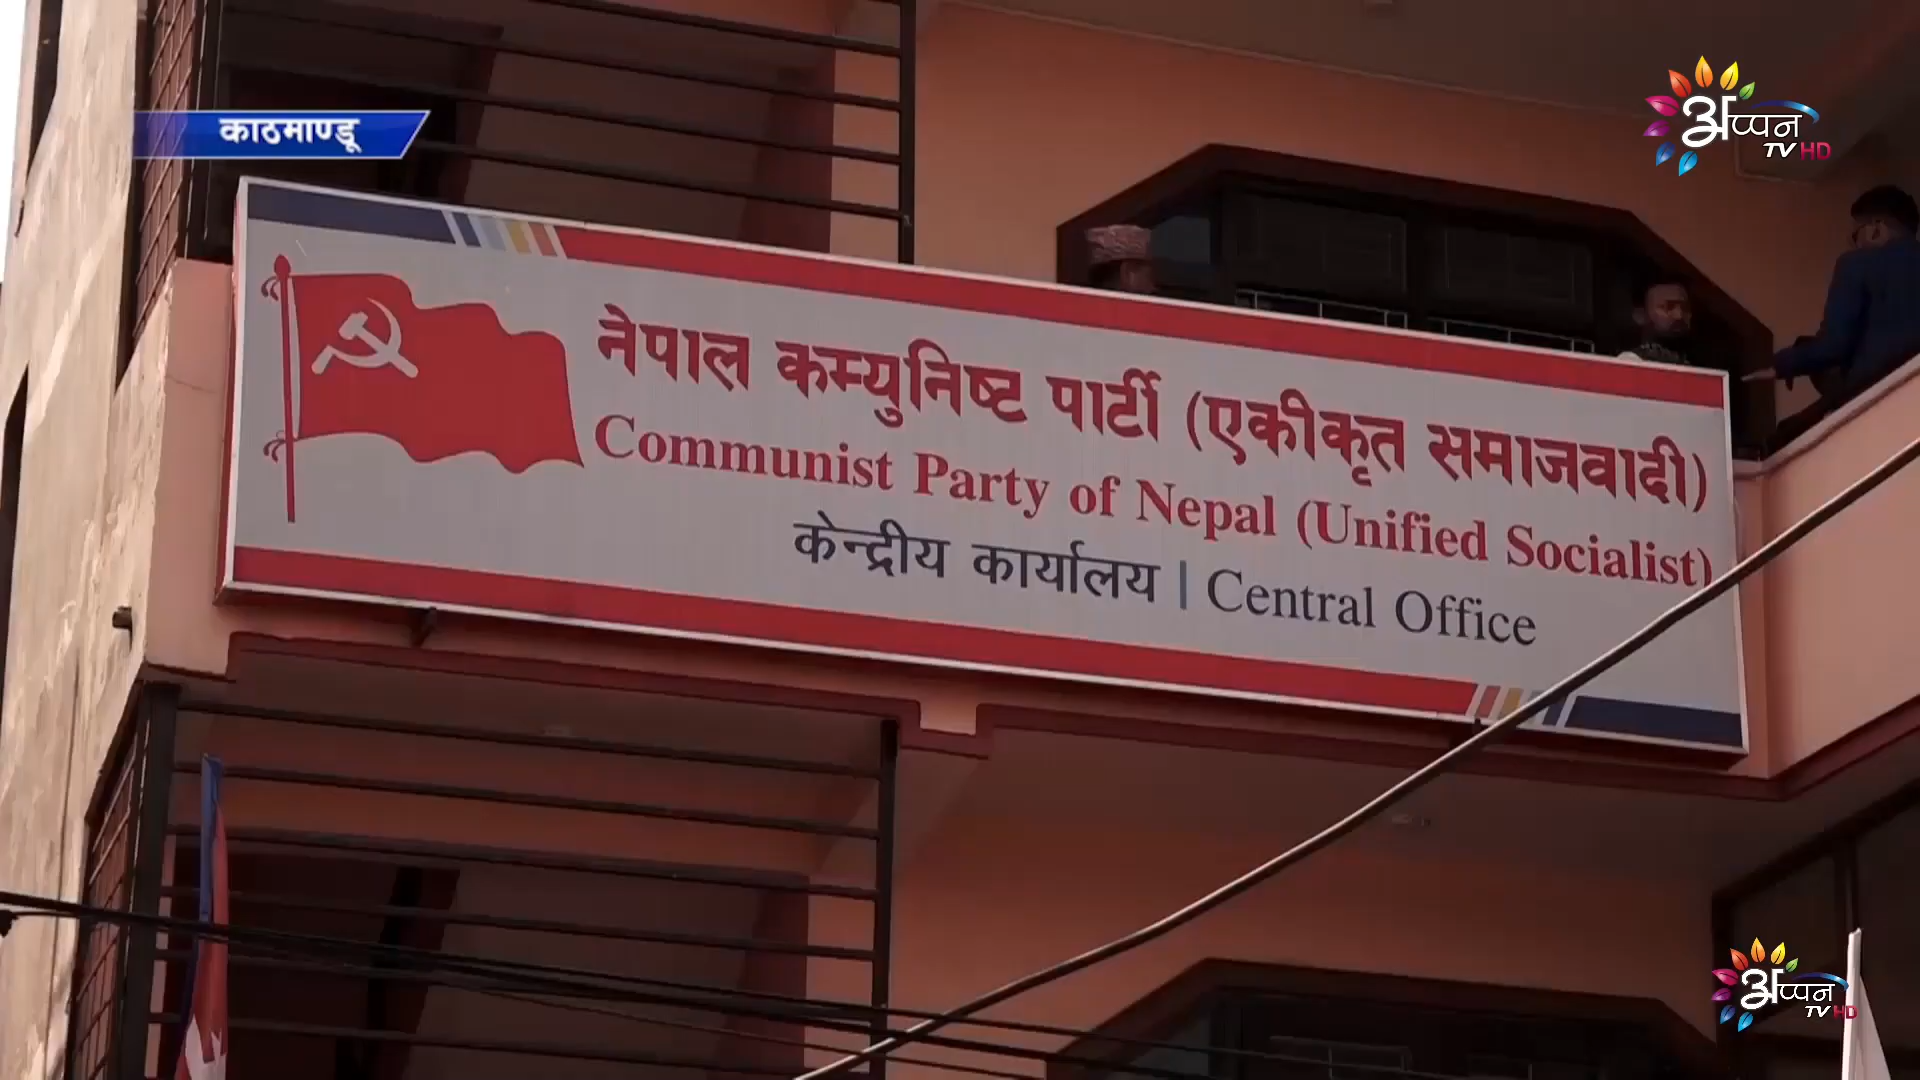 काठमाण्डू
अप्पन
TV HD
नेपाल कम्युनिष्ट पार्टी (एकीकृत समाजवादी)
Communist Party of Nepal (Unified Socialist)
केन्द्रीय कार्यालय | Central Office
अप्पन
TV HD